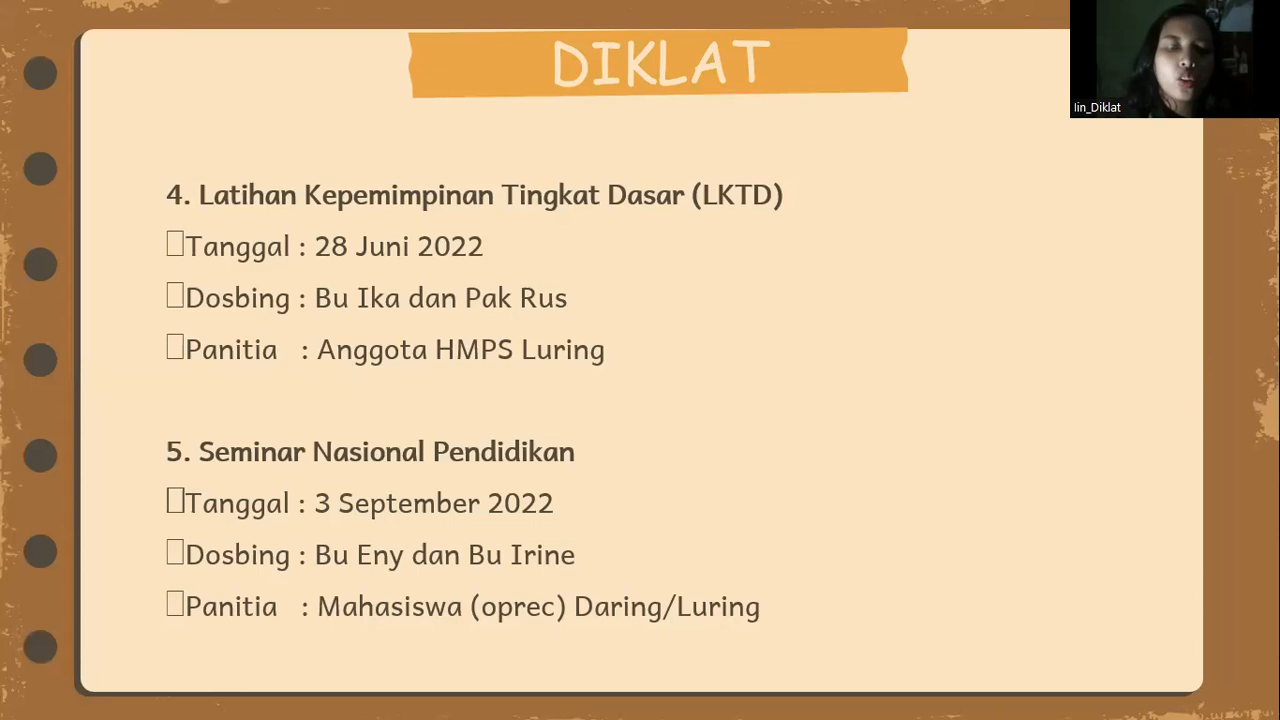 DIKLAT
Iin_Diklat
4. Latihan Kepemimpinan Tingkat Dasar (LKTD)
Tanggal : 28 Juni 2022
Dosbing : Bu Ika dan Pak Rus
Panitia : Anggota HMPS Luring
5. Seminar Nasional Pendidikan
Tanggal : 3 September 2022
Dosbing : Bu Eny dan Bu Irine
Panitia : Mahasiswa (oprec) Daring/Luring